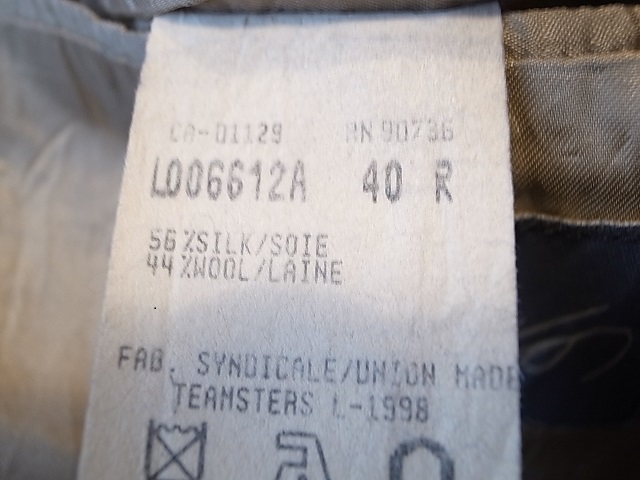 CA-01129 RN 90736
L006612A 40 R
56%SILK/SOIE
44%WOOL/LAINE
FAB. SYNDICALE/UNION MADE
TEAMSTERS L-1998